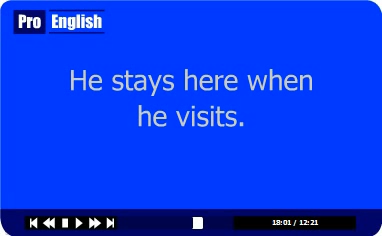 Pro English
He stays here when
he visits.
18:01 / 12:21